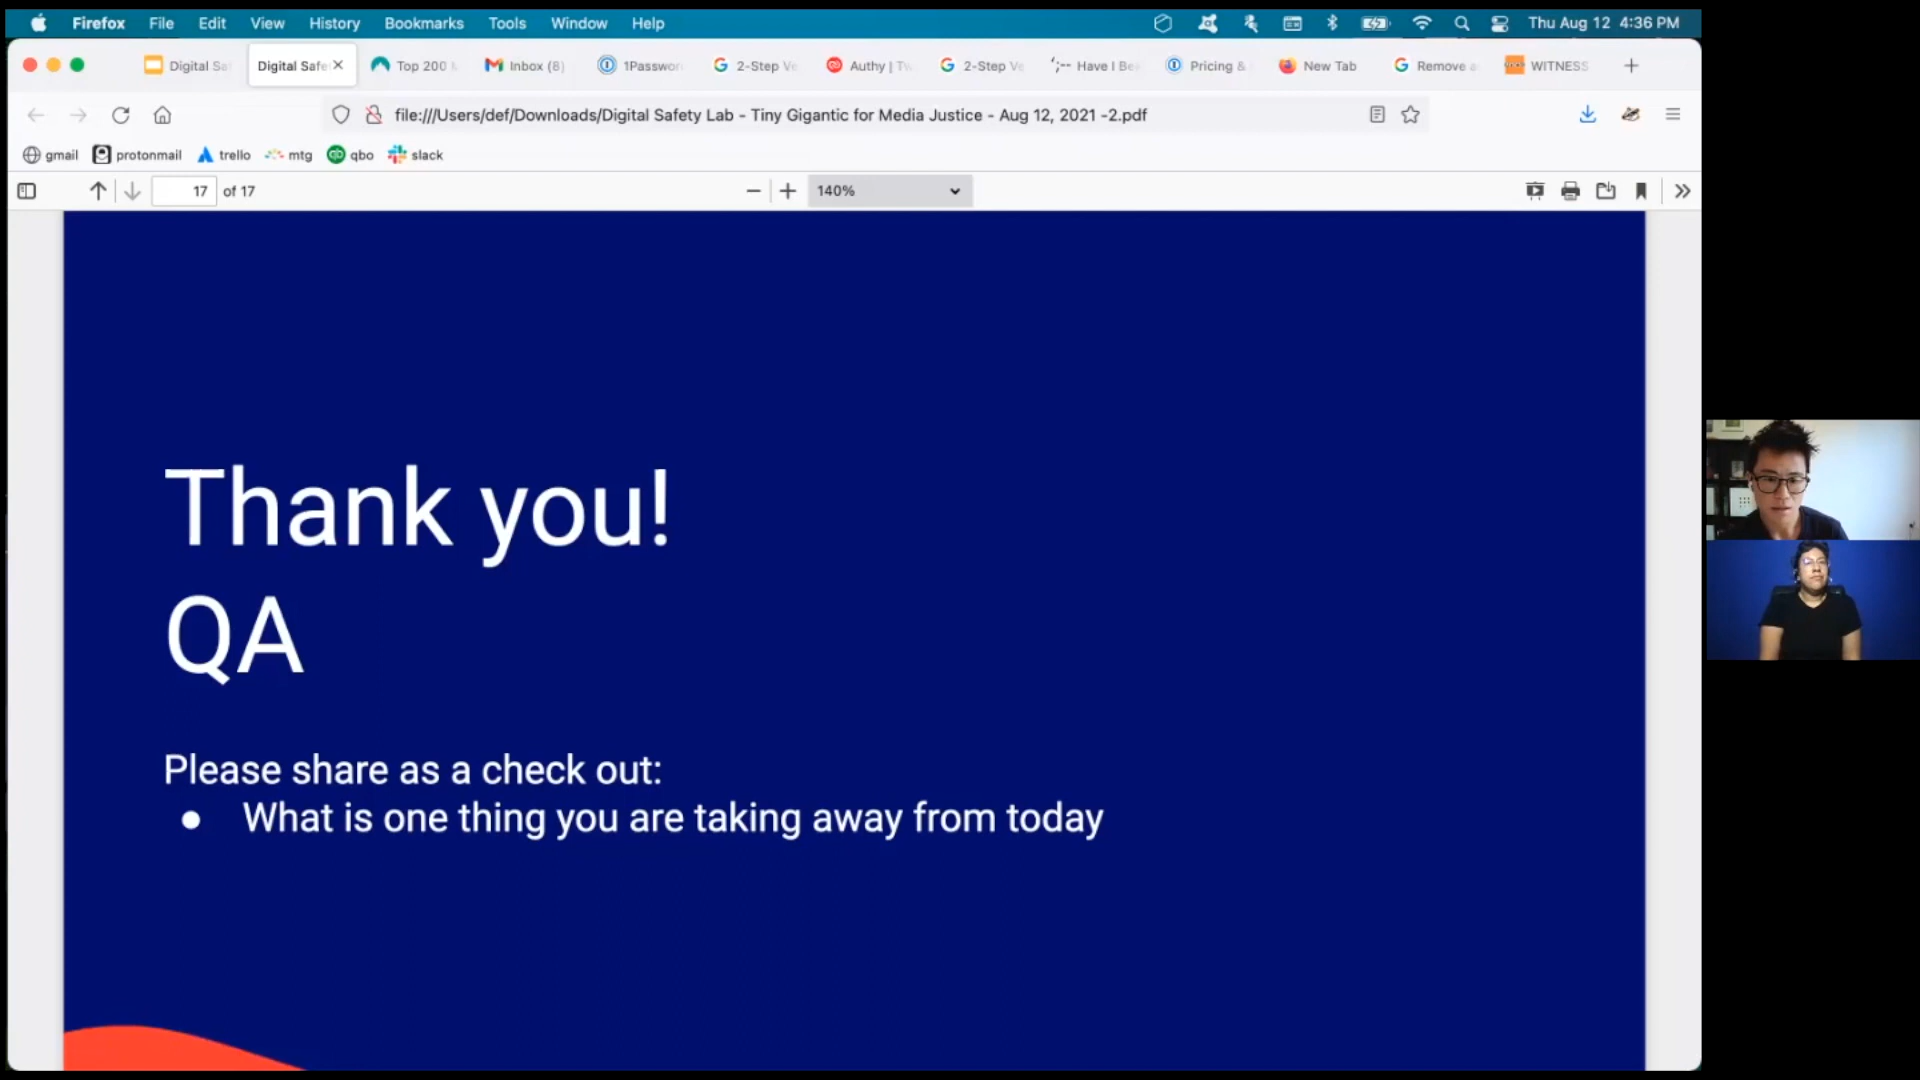 Firefox File Edit View History Bookmarks Tools Window Help Thu Aug 12 4:36 PM
Digital Sa Digital Safe Top 200 Inbox (8) 1Passwor 2-Step Ve Authy | Tw 2-Step Ve Have I Be Pricing & New Tab Remove a WITNESS
file:///Users/def/Downloads/Digital Safety Lab - Tiny Gigantic for Media Justice - Aug 12, 2021 -2.pdf
gmail protonmail trello mtg qbo slack
17 of 17 140%
Thank you!
QA
Please share as a check out:
● What is one thing you are taking away from today